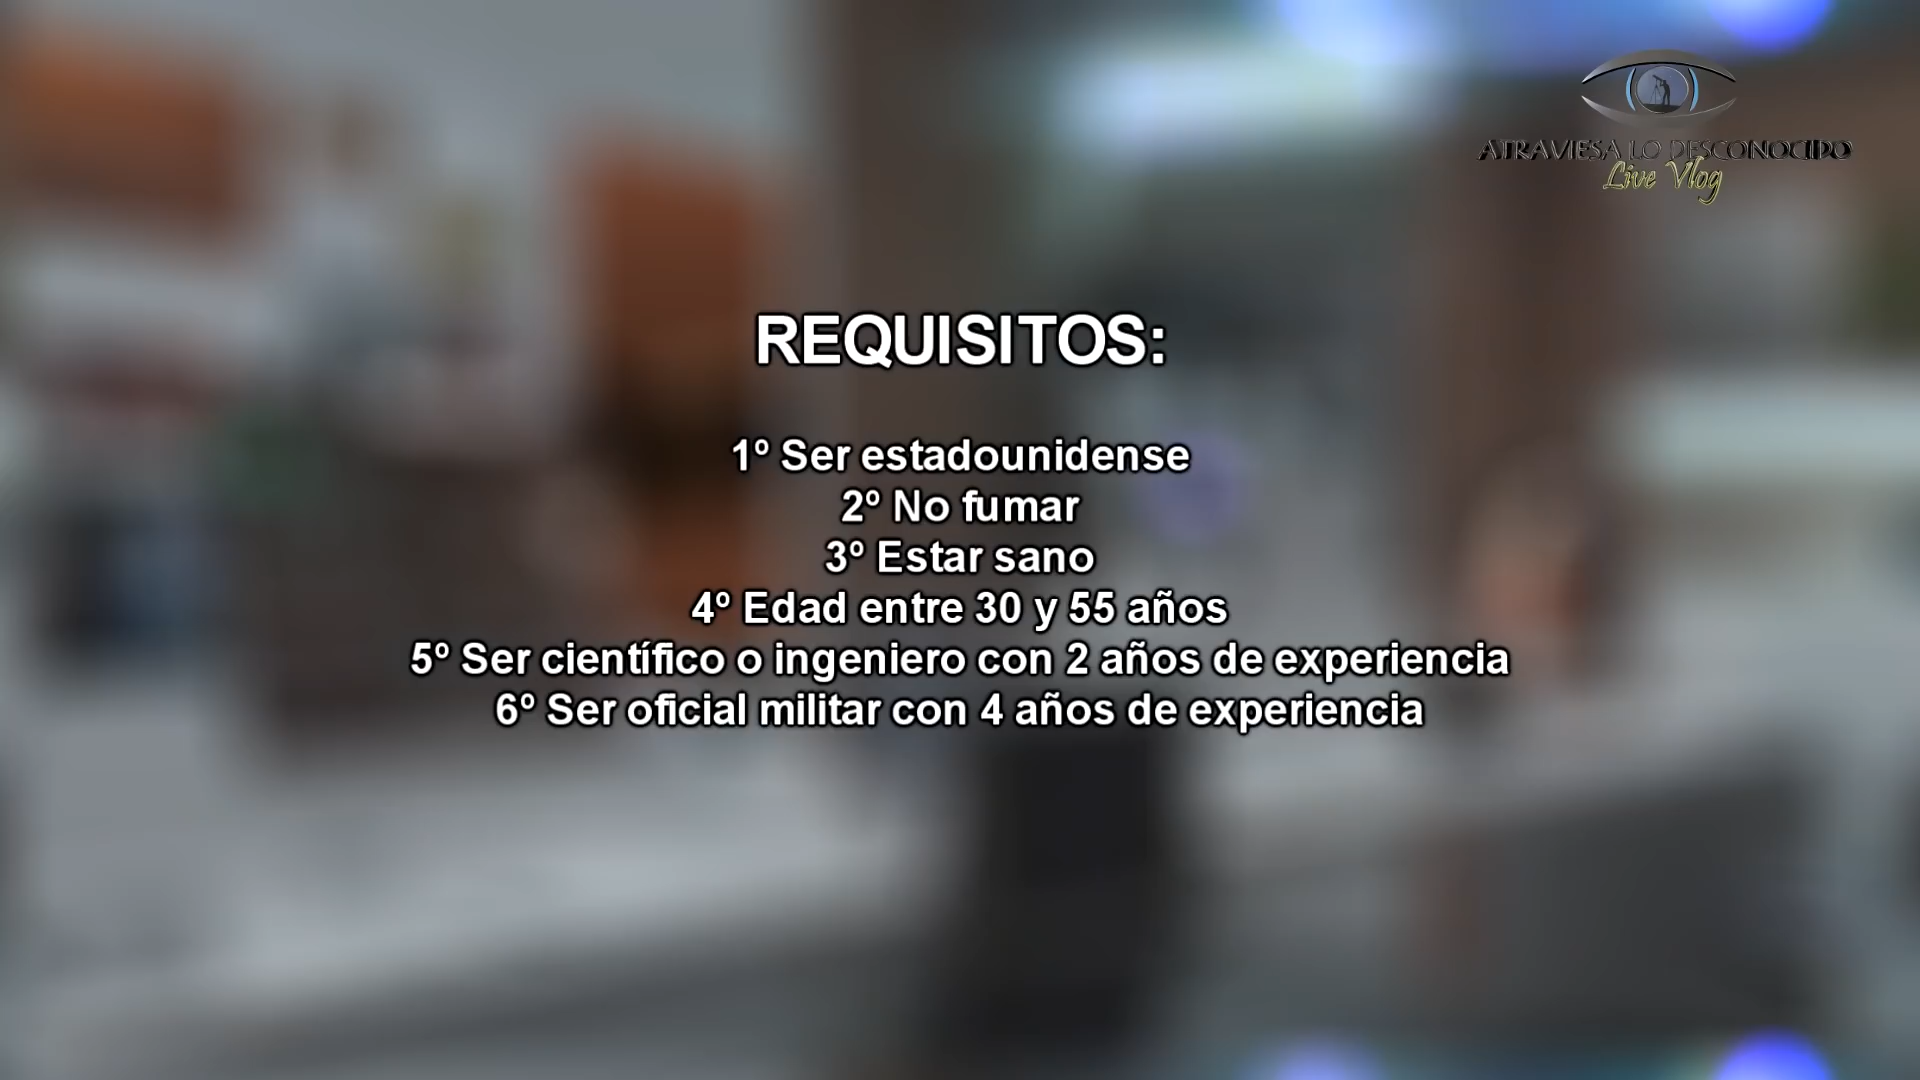 ATRAVIESA LO DESCONOCIDO
Live Vlog
REQUISITOS:
1º Ser estadounidense
2º No fumar
3º Estar sano
4º Edad entre 30 y 55 años
5º Ser científico o ingeniero con 2 años de experiencia
6º Ser oficial militar con 4 años de experiencia